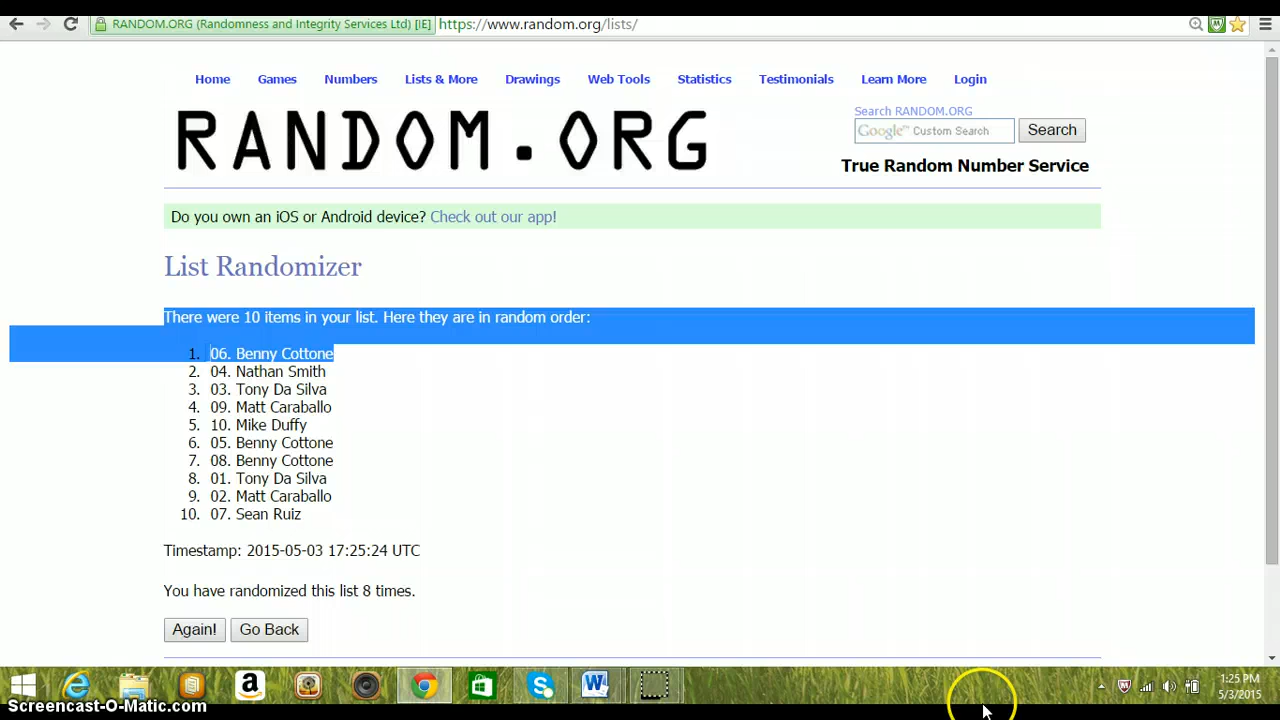 RANDOM.ORG (Randomness and Integrity Services Ltd) [IE] https://www.random.org/lists/
Home Games Numbers Lists & More Drawings Web Tools Statistics Testimonials Learn More Login
Search RANDOM.ORG
RANDOM.ORG
Google™ Custom Search Search
True Random Number Service
Do you own an iOS or Android device? Check out our app!
List Randomizer
There were 10 items in your list. Here they are in random order:
1. 06. Benny Cottone
2. 04. Nathan Smith
3. 03. Tony Da Silva
4. 09. Matt Caraballo
5. 10. Mike Duffy
6. 05. Benny Cottone
7. 08. Benny Cottone
8. 01. Tony Da Silva
9. 02. Matt Caraballo
10. 07. Sean Ruiz
Timestamp: 2015-05-03 17:25:24 UTC
You have randomized this list 8 times.
Again! Go Back
1:25 PM
5/3/2015
Screencast-O-Matic.com